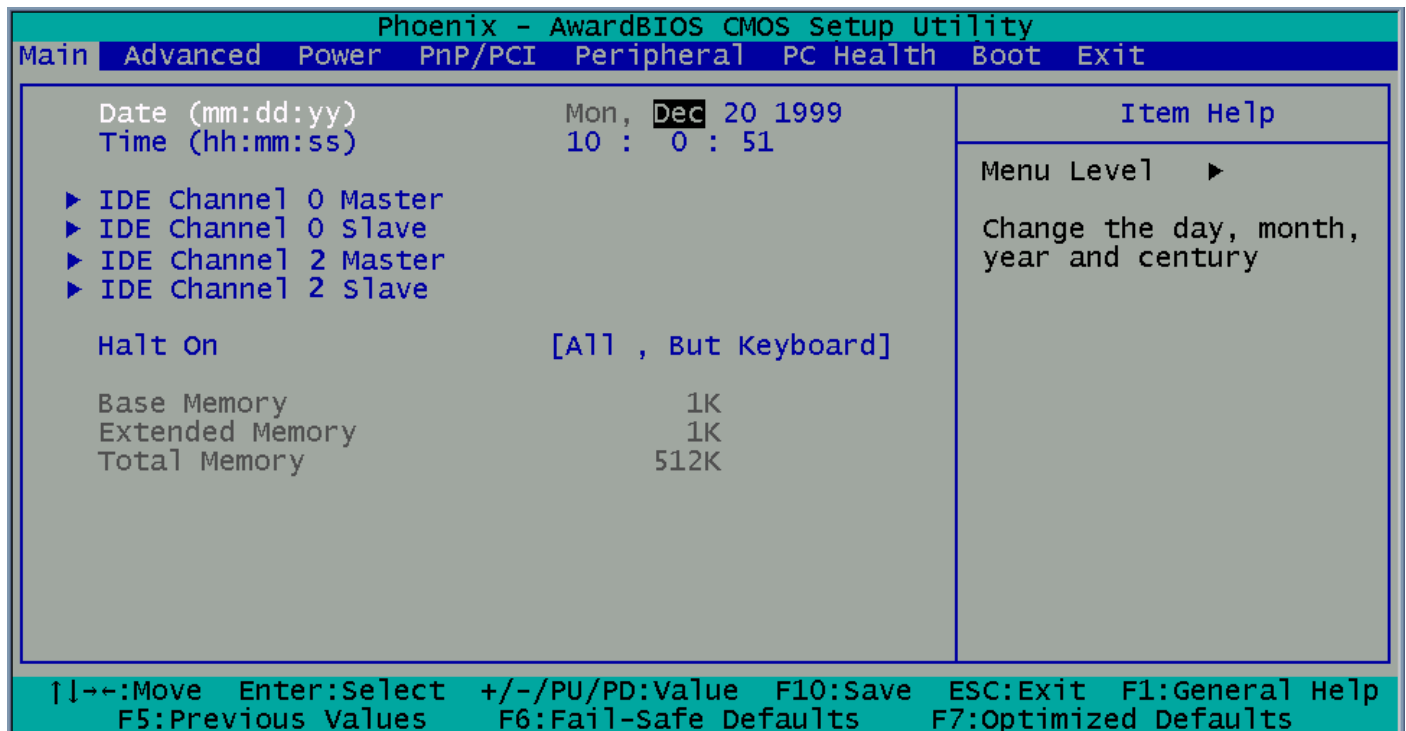 Phoenix - AwardBIOS CMOS Setup Utility
Main Advanced Power PnP/PCI Peripheral PC Health Boot Exit
Date (mm:dd:yy) Mon, Dec 20 1999
Time (hh:mm:ss) 10 : 0 : 51
▶ IDE Channel 0 Master
▶ IDE Channel 0 Slave
▶ IDE Channel 2 Master
▶ IDE Channel 2 Slave
Halt On [All , But Keyboard]
Base Memory 1K
Extended Memory 1K
Total Memory 512K
Item Help
Menu Level ▶
Change the day, month,
year and century
↑↓→←:Move Enter:Select +/-/PU/PD:Value F10:Save ESC:Exit F1:General Help
F5:Previous Values F6:Fail-Safe Defaults F7:Optimized Defaults